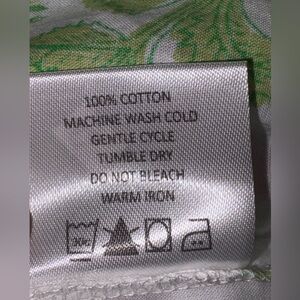 100% COTTON
MACHINE WASH COLD
GENTLE CYCLE
TUMBLE DRY
DO NOT BLEACH
WARM IRON